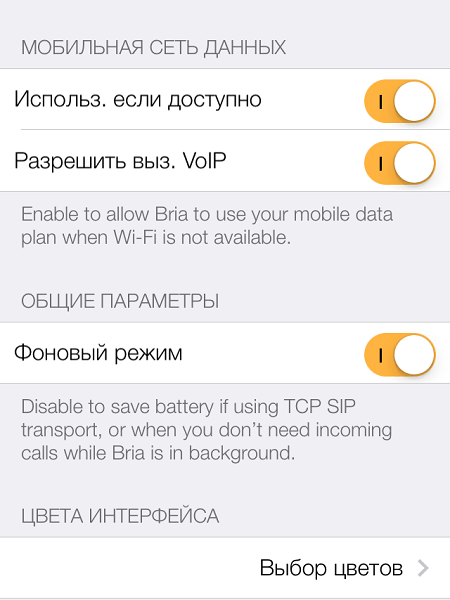 МОБИЛЬНАЯ СЕТЬ ДАННЫХ
Использ. если доступно
Разрешить выз. VoIP
Enable to allow Bria to use your mobile data
plan when Wi-Fi is not available.
ОБЩИЕ ПАРАМЕТРЫ
Фоновый режим
Disable to save battery if using TCP SIP
transport, or when you don’t need incoming
calls while Bria is in background.
ЦВЕТА ИНТЕРФЕЙСА
Выбор цветов